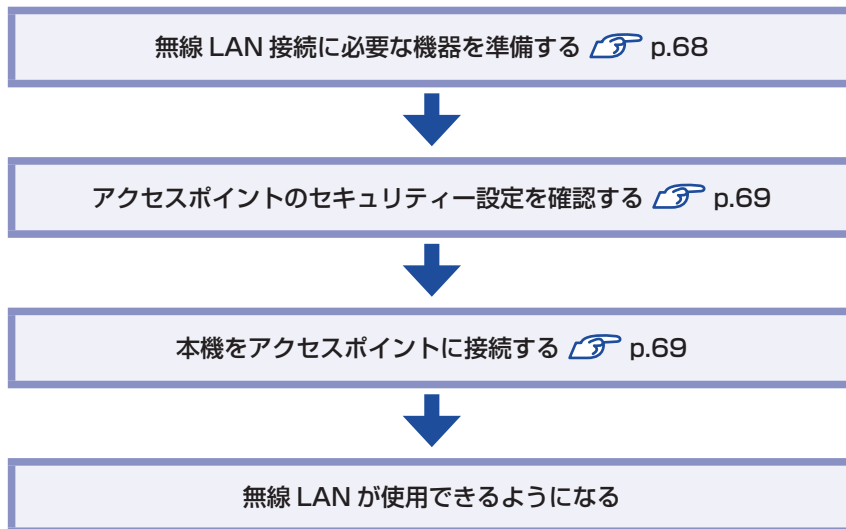 無線 LAN 接続に必要な機器を準備する p.68
アクセスポイントのセキュリティー設定を確認する p.69
本機をアクセスポイントに接続する p.69
無線 LAN が使用できるようになる